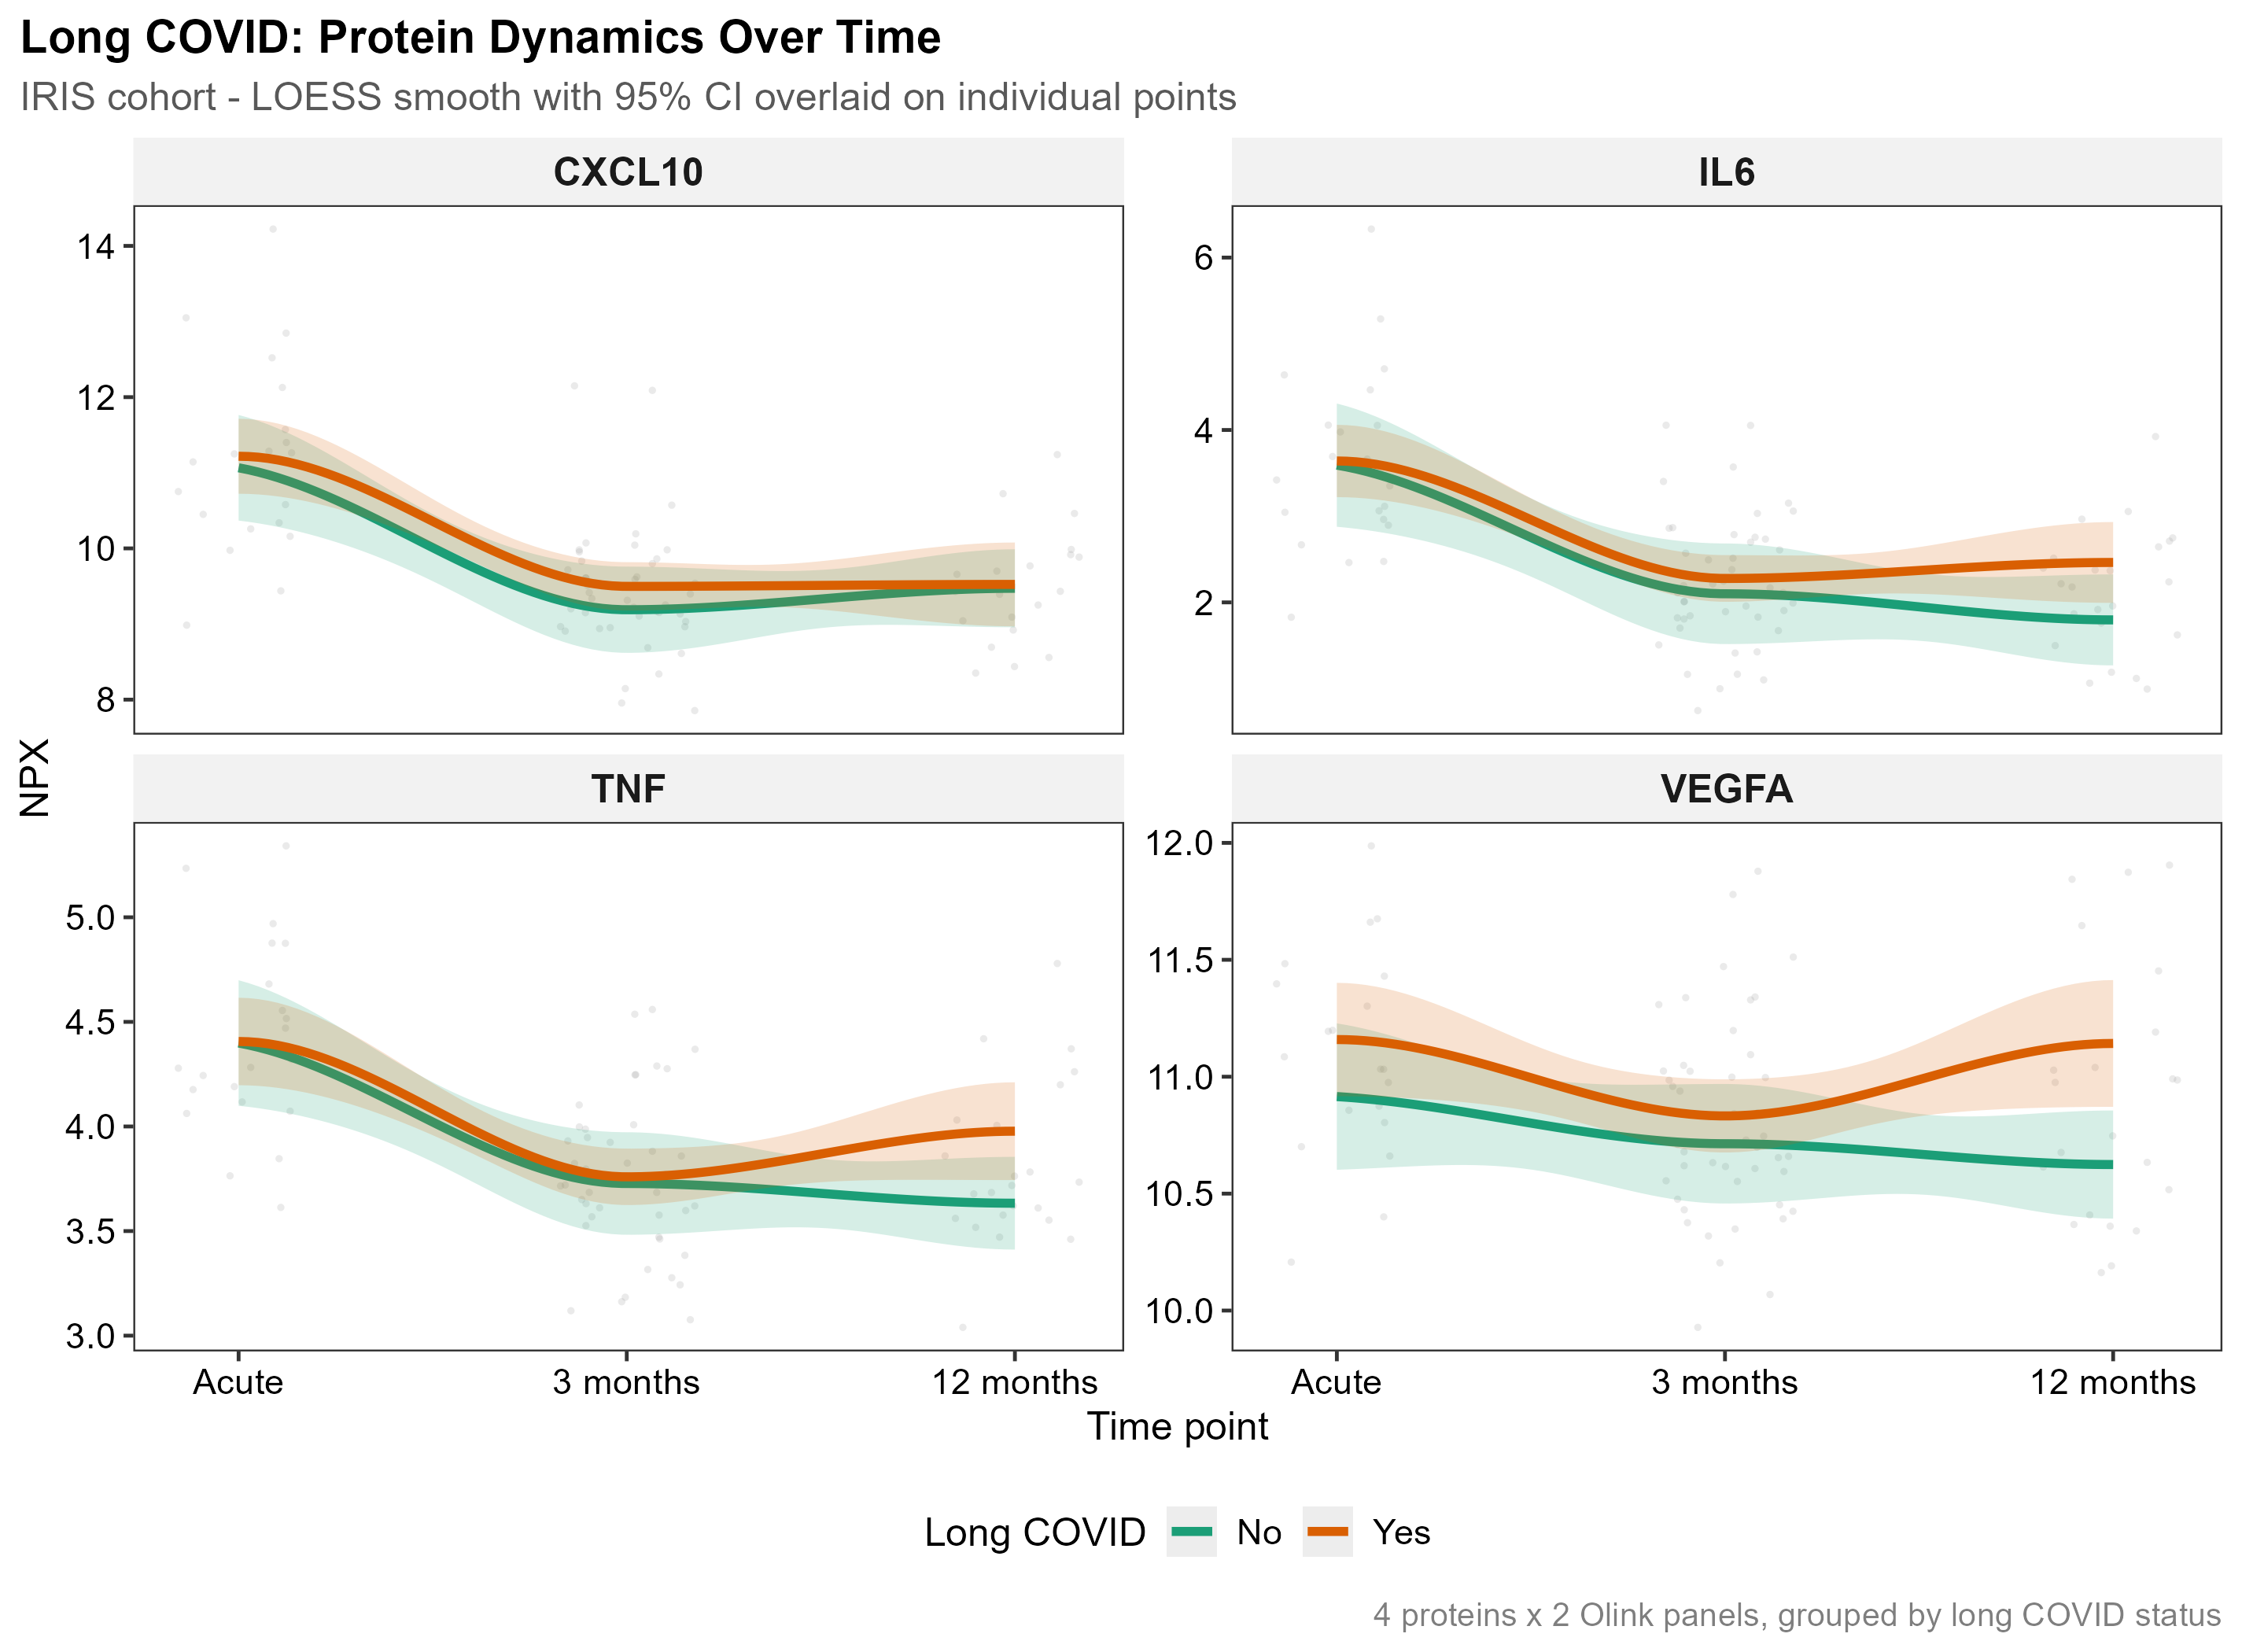 Long COVID: Protein Dynamics Over Time
IRIS cohort - LOESS smooth with 95% CI overlaid on individual points
CXCL10
IL6
14
12
10
8
6
4
2
NPX
TNF
VEGFA
5.0
4.5
4.0
3.5
3.0
12.0
11.5
11.0
10.5
10.0
Acute
3 months
12 months
Acute
3 months
12 months
Time point
Long COVID
No
Yes
4 proteins x 2 Olink panels, grouped by long COVID status